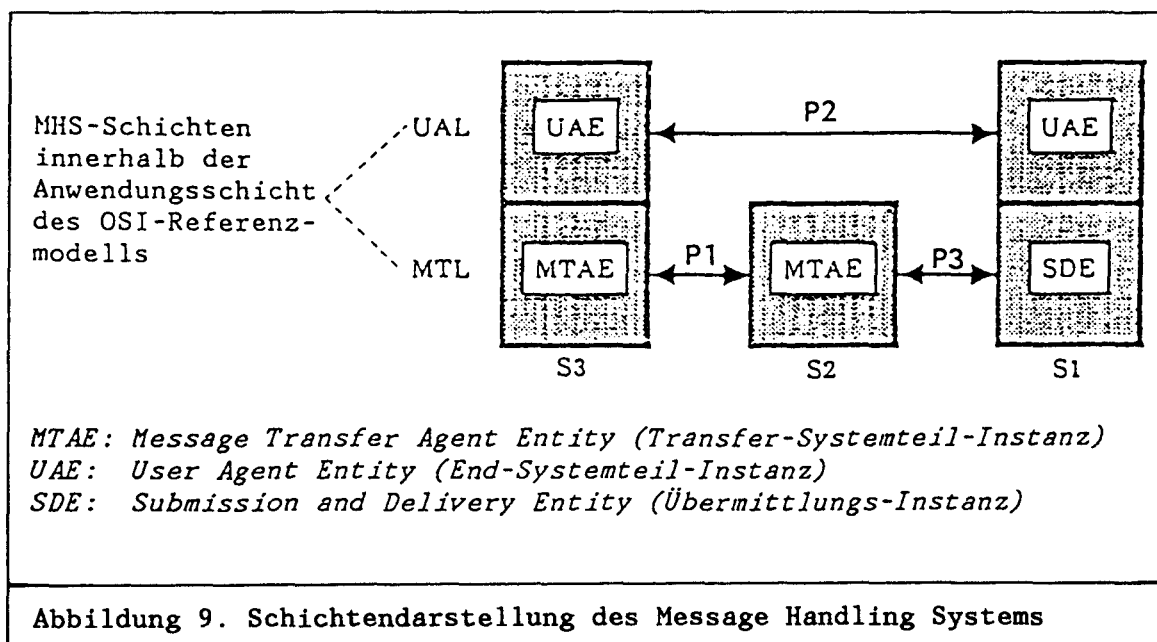 P2
MHS-Schichten
innerhalb der
Anwendungsschicht
des OSI-Referenz-
modells
UAL
UAE
UAE
MTL
MTAE
P1
MTAE
P3
SDE
S3
S2
S1
MTAE: Message Transfer Agent Entity (Transfer-Systemteil-Instanz)
UAE: User Agent Entity (End-Systemteil-Instanz)
SDE: Submission and Delivery Entity (Übermittlungs-Instanz)
Abbildung 9. Schichtendarstellung des Message Handling Systems